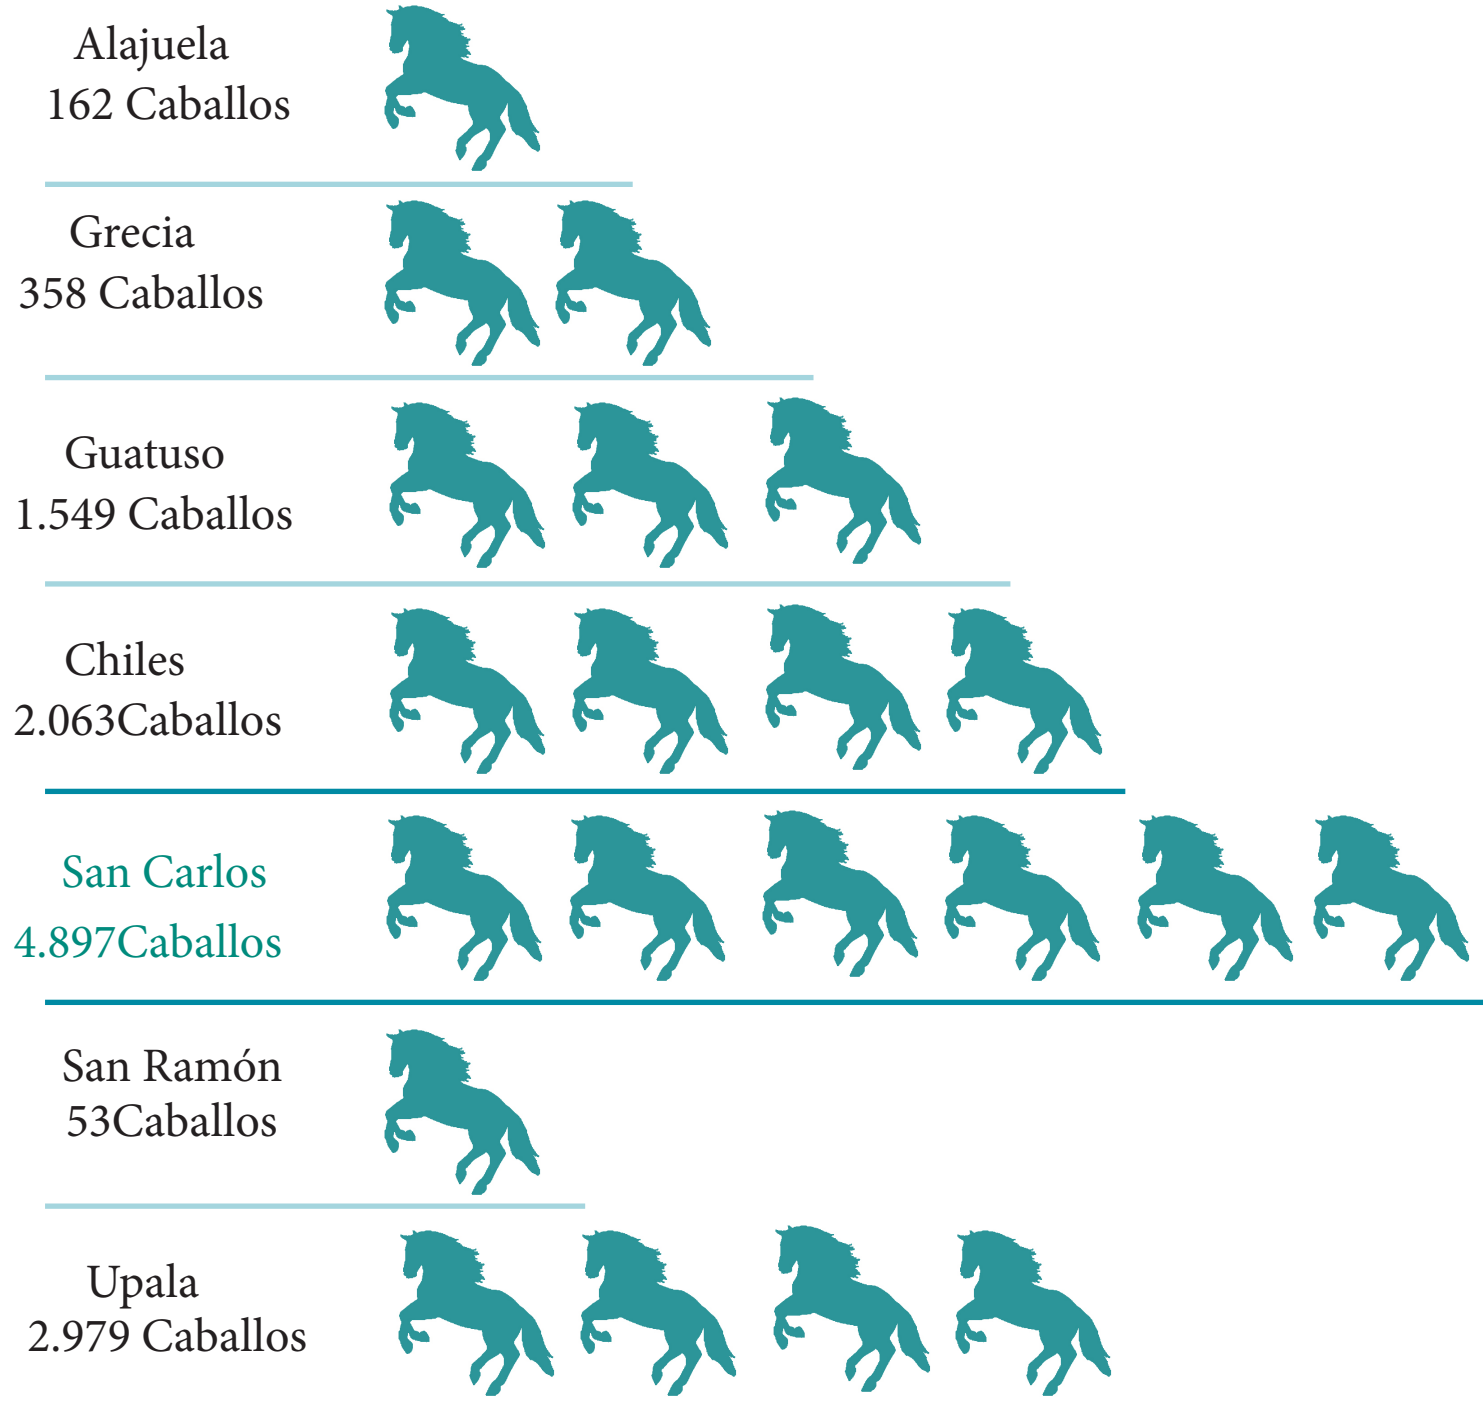 Alajuela
162 Caballos
Grecia
358 Caballos
Guatuso
1.549 Caballos
Chiles
2.063Caballos
San Carlos
4.897Caballos
San Ramón
53Caballos
Upala
2.979 Caballos